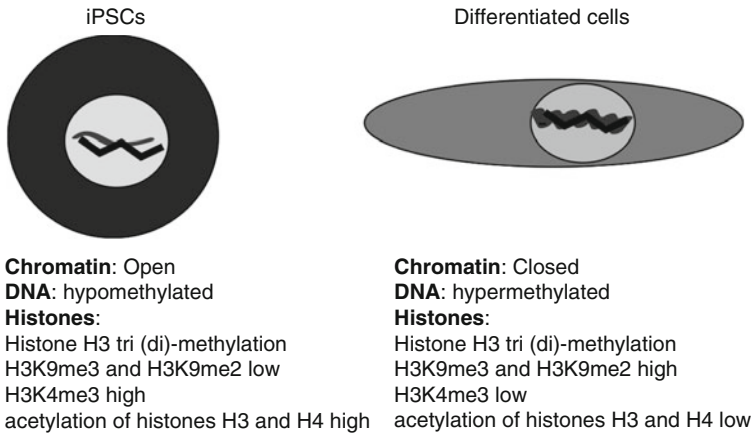 iPSCs
Differentiated cells
Chromatin: Open
DNA: hypomethylated
Histones:
Histone H3 tri (di)-methylation
H3K9me3 and H3K9me2 low
H3K4me3 high
acetylation of histones H3 and H4 high
Chromatin: Closed
DNA: hypermethylated
Histones:
Histone H3 tri (di)-methylation
H3K9me3 and H3K9me2 high
H3K4me3 low
acetylation of histones H3 and H4 low